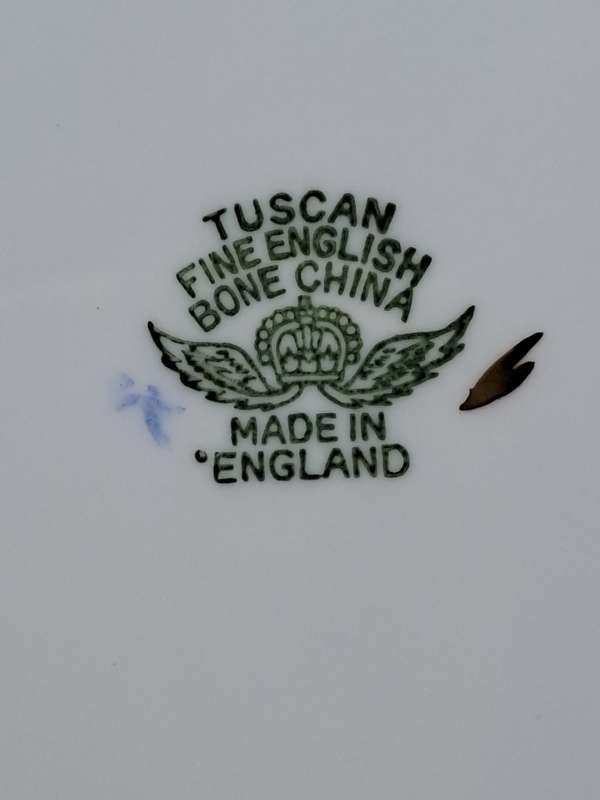 TUSCAN
FINE ENGLISH
BONE CHINA
MADE IN
ENGLAND